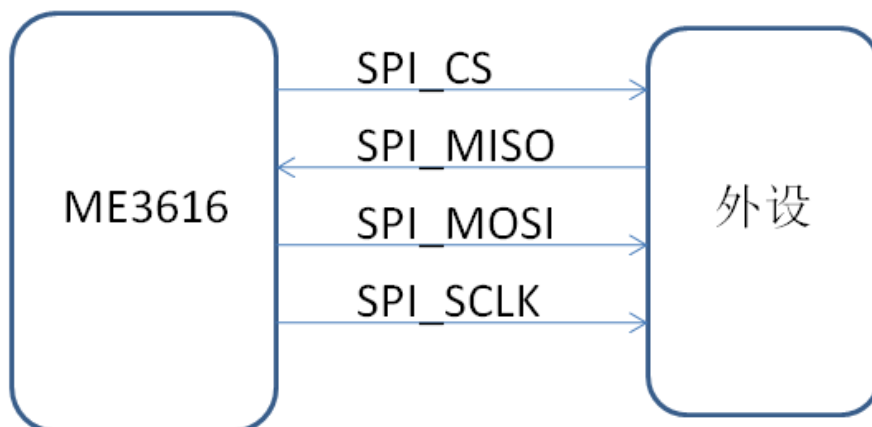 SPI_CS
SPI_MISO
ME3616
外设
SPI_MOSI
SPI_SCLK